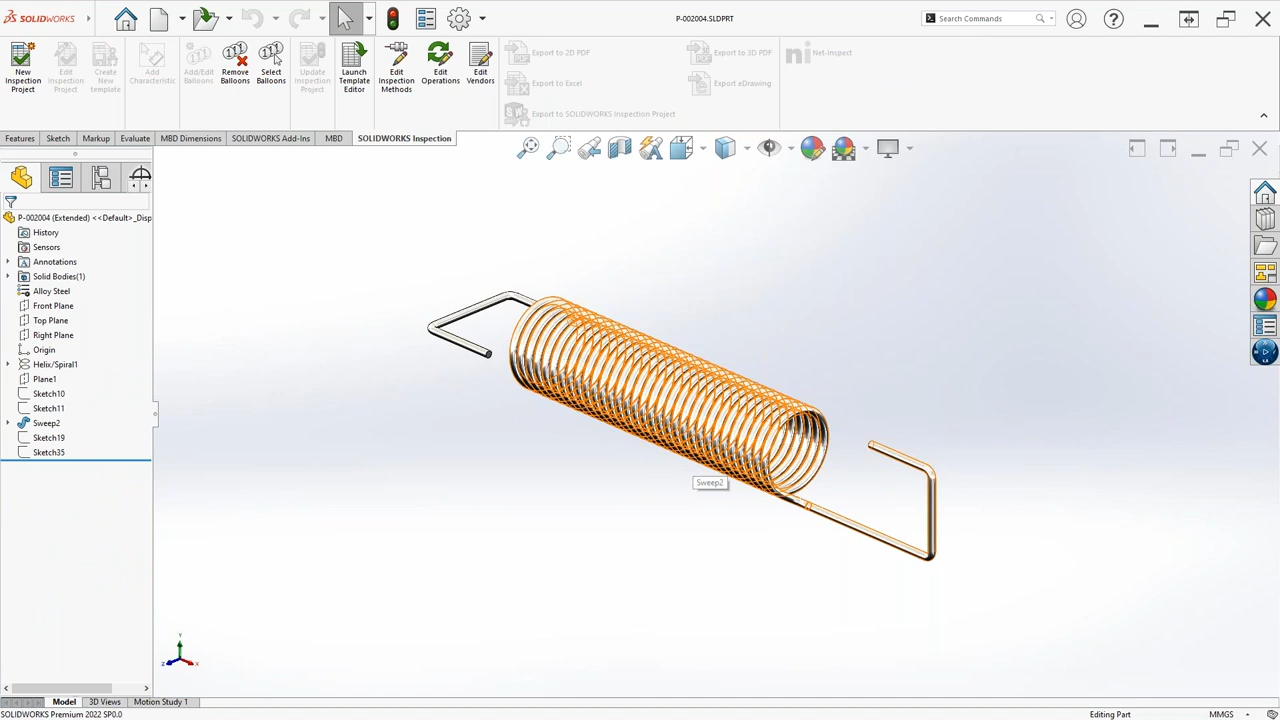 SOLIDWORKS
P-002004.SLDPRT
Search Commands
New Inspection Project
Edit Inspection Project
Create New template
Add Characteristic
Add/Edit Balloons
Remove Balloons
Select Balloons
Update Inspection Project
Launch Template Editor
Edit Inspection Methods
Edit Operations
Edit Vendors
Export to 2D PDF
Export to Excel
Export to SOLIDWORKS Inspection Project
Export to 3D PDF
Export eDrawing
Net-Inspect
Features
Sketch
Markup
Evaluate
MBD Dimensions
SOLIDWORKS Add-Ins
MBD
SOLIDWORKS Inspection
P-002004 (Extended) <<Default>_Disp
History
Sensors
Annotations
Solid Bodies(1)
Alloy Steel
Front Plane
Top Plane
Right Plane
Origin
Helix/Spiral1
Plane1
Sketch10
Sketch11
Sweep2
Sketch19
Sketch35
Sweep2
Y
Z
X
Model
3D Views
Motion Study 1
SOLIDWORKS Premium 2022 SP0.0
Editing Part
MMGS